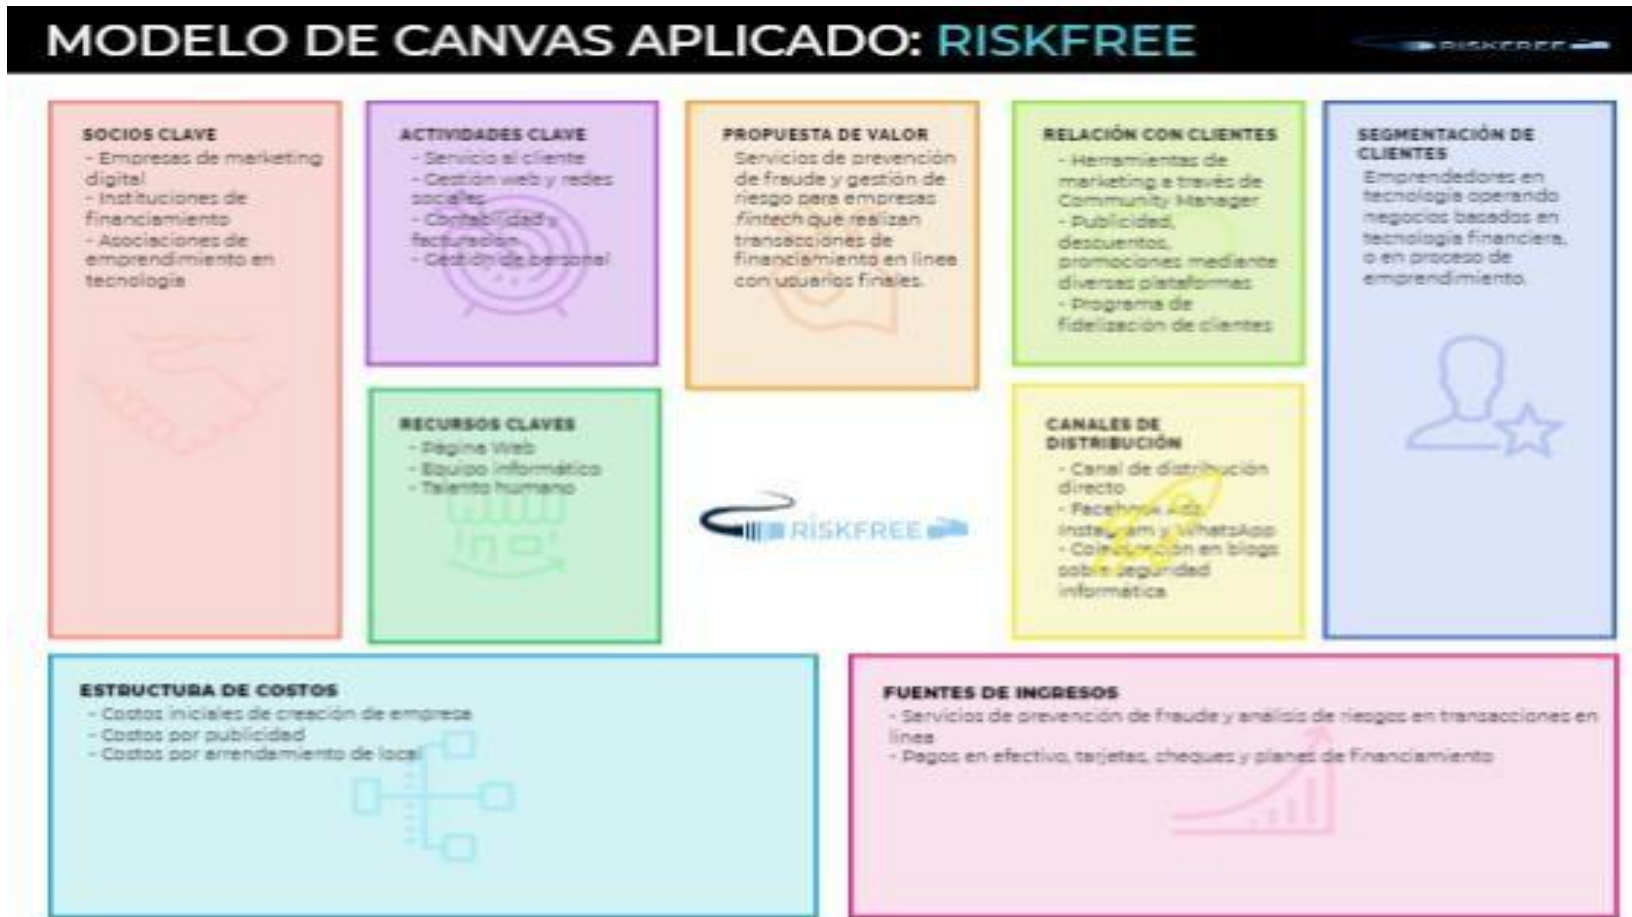 MODELO DE CANVAS APLICADO: RISKFREE
RISKFREE
SOCIOS CLAVE
- Empresas de marketing
digital
- Instituciones de
financiamiento
- Asociaciones de
emprendimiento en
tecnología
ACTIVIDADES CLAVE
- Servicio al cliente
- Gestión web y redes
sociales
- Contabilidad y
facturación
- Gestión de personal
RECURSOS CLAVES
- Página Web
- Equipo informático
- Talento humano
PROPUESTA DE VALOR
Servicios de prevención
de fraude y gestión de
riesgo para empresas
fintech que realizan
transacciones de
financiamiento en línea
con usuarios finales.
RISKFREE
RELACIÓN CON CLIENTES
- Herramientas de
marketing a través de
Community Manager
- Publicidad,
descuentos,
promociones mediante
diversas plataformas
- Programa de
fidelización de clientes
CANALES DE
DISTRIBUCIÓN
- Canal de distribución
directo
- Facebook Ads,
Instagram y WhatsApp
- Colaboración en blogs
sobre seguridad
informática
SEGMENTACIÓN DE
CLIENTES
Emprendedores en
tecnología operando
negocios basados en
tecnología financiera,
o en proceso de
emprendimiento.
ESTRUCTURA DE COSTOS
- Costos iniciales de creación de empresa
- Costos por publicidad
- Costos por arrendamiento de local
FUENTES DE INGRESOS
- Servicios de prevención de fraude y análisis de riesgos en transacciones en
línea
- Pagos en efectivo, tarjetas, cheques y planes de financiamiento